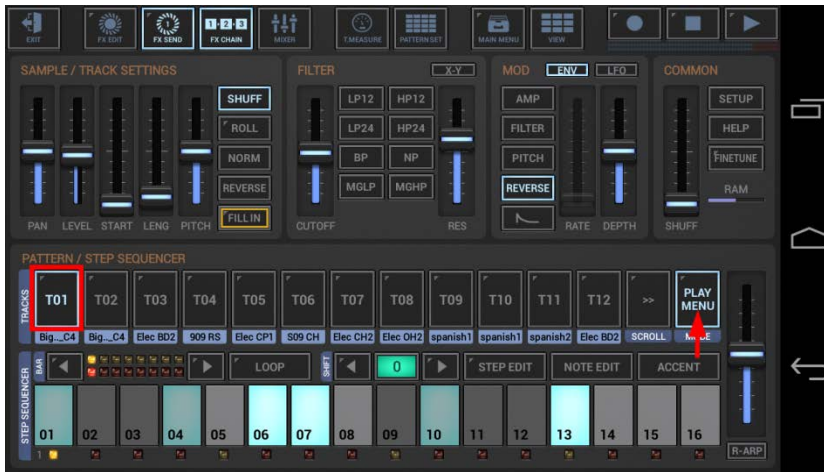 EXIT FX EDIT FX SEND 1·2·3 FX CHAIN MIXER T.MEASURE PATTERN SET MAIN MENU VIEW
SAMPLE / TRACK SETTINGS FILTER X-Y MOD ENV LFO COMMON
SHUFF LP12 HP12 AMP SETUP
ROLL LP24 HP24 FILTER HELP
NORM BP NP PITCH FINETUNE
REVERSE MGLP MGHP REVERSE RAM
FILL IN
PAN LEVEL START LENG PITCH CUTOFF RES RATE DEPTH SHUFF
PATTERN / STEP SEQUENCER
TRACKS T01 T02 T03 T04 T05 T06 T07 T08 T09 T10 T11 T12 >> PLAY MENU
Big.._C4 Big.._C4 Elec BD2 909 RS Elec CP1 S09 CH Elec CH2 Elec OH2 spanish1 spanish1 spanish2 Elec BD2 SCROLL
BAR LOOP SHIFT 0 STEP EDIT NOTE EDIT ACCENT
STEP SEQUENCER 01 02 03 04 05 06 07 08 09 10 11 12 13 14 15 16
1 R-ARP